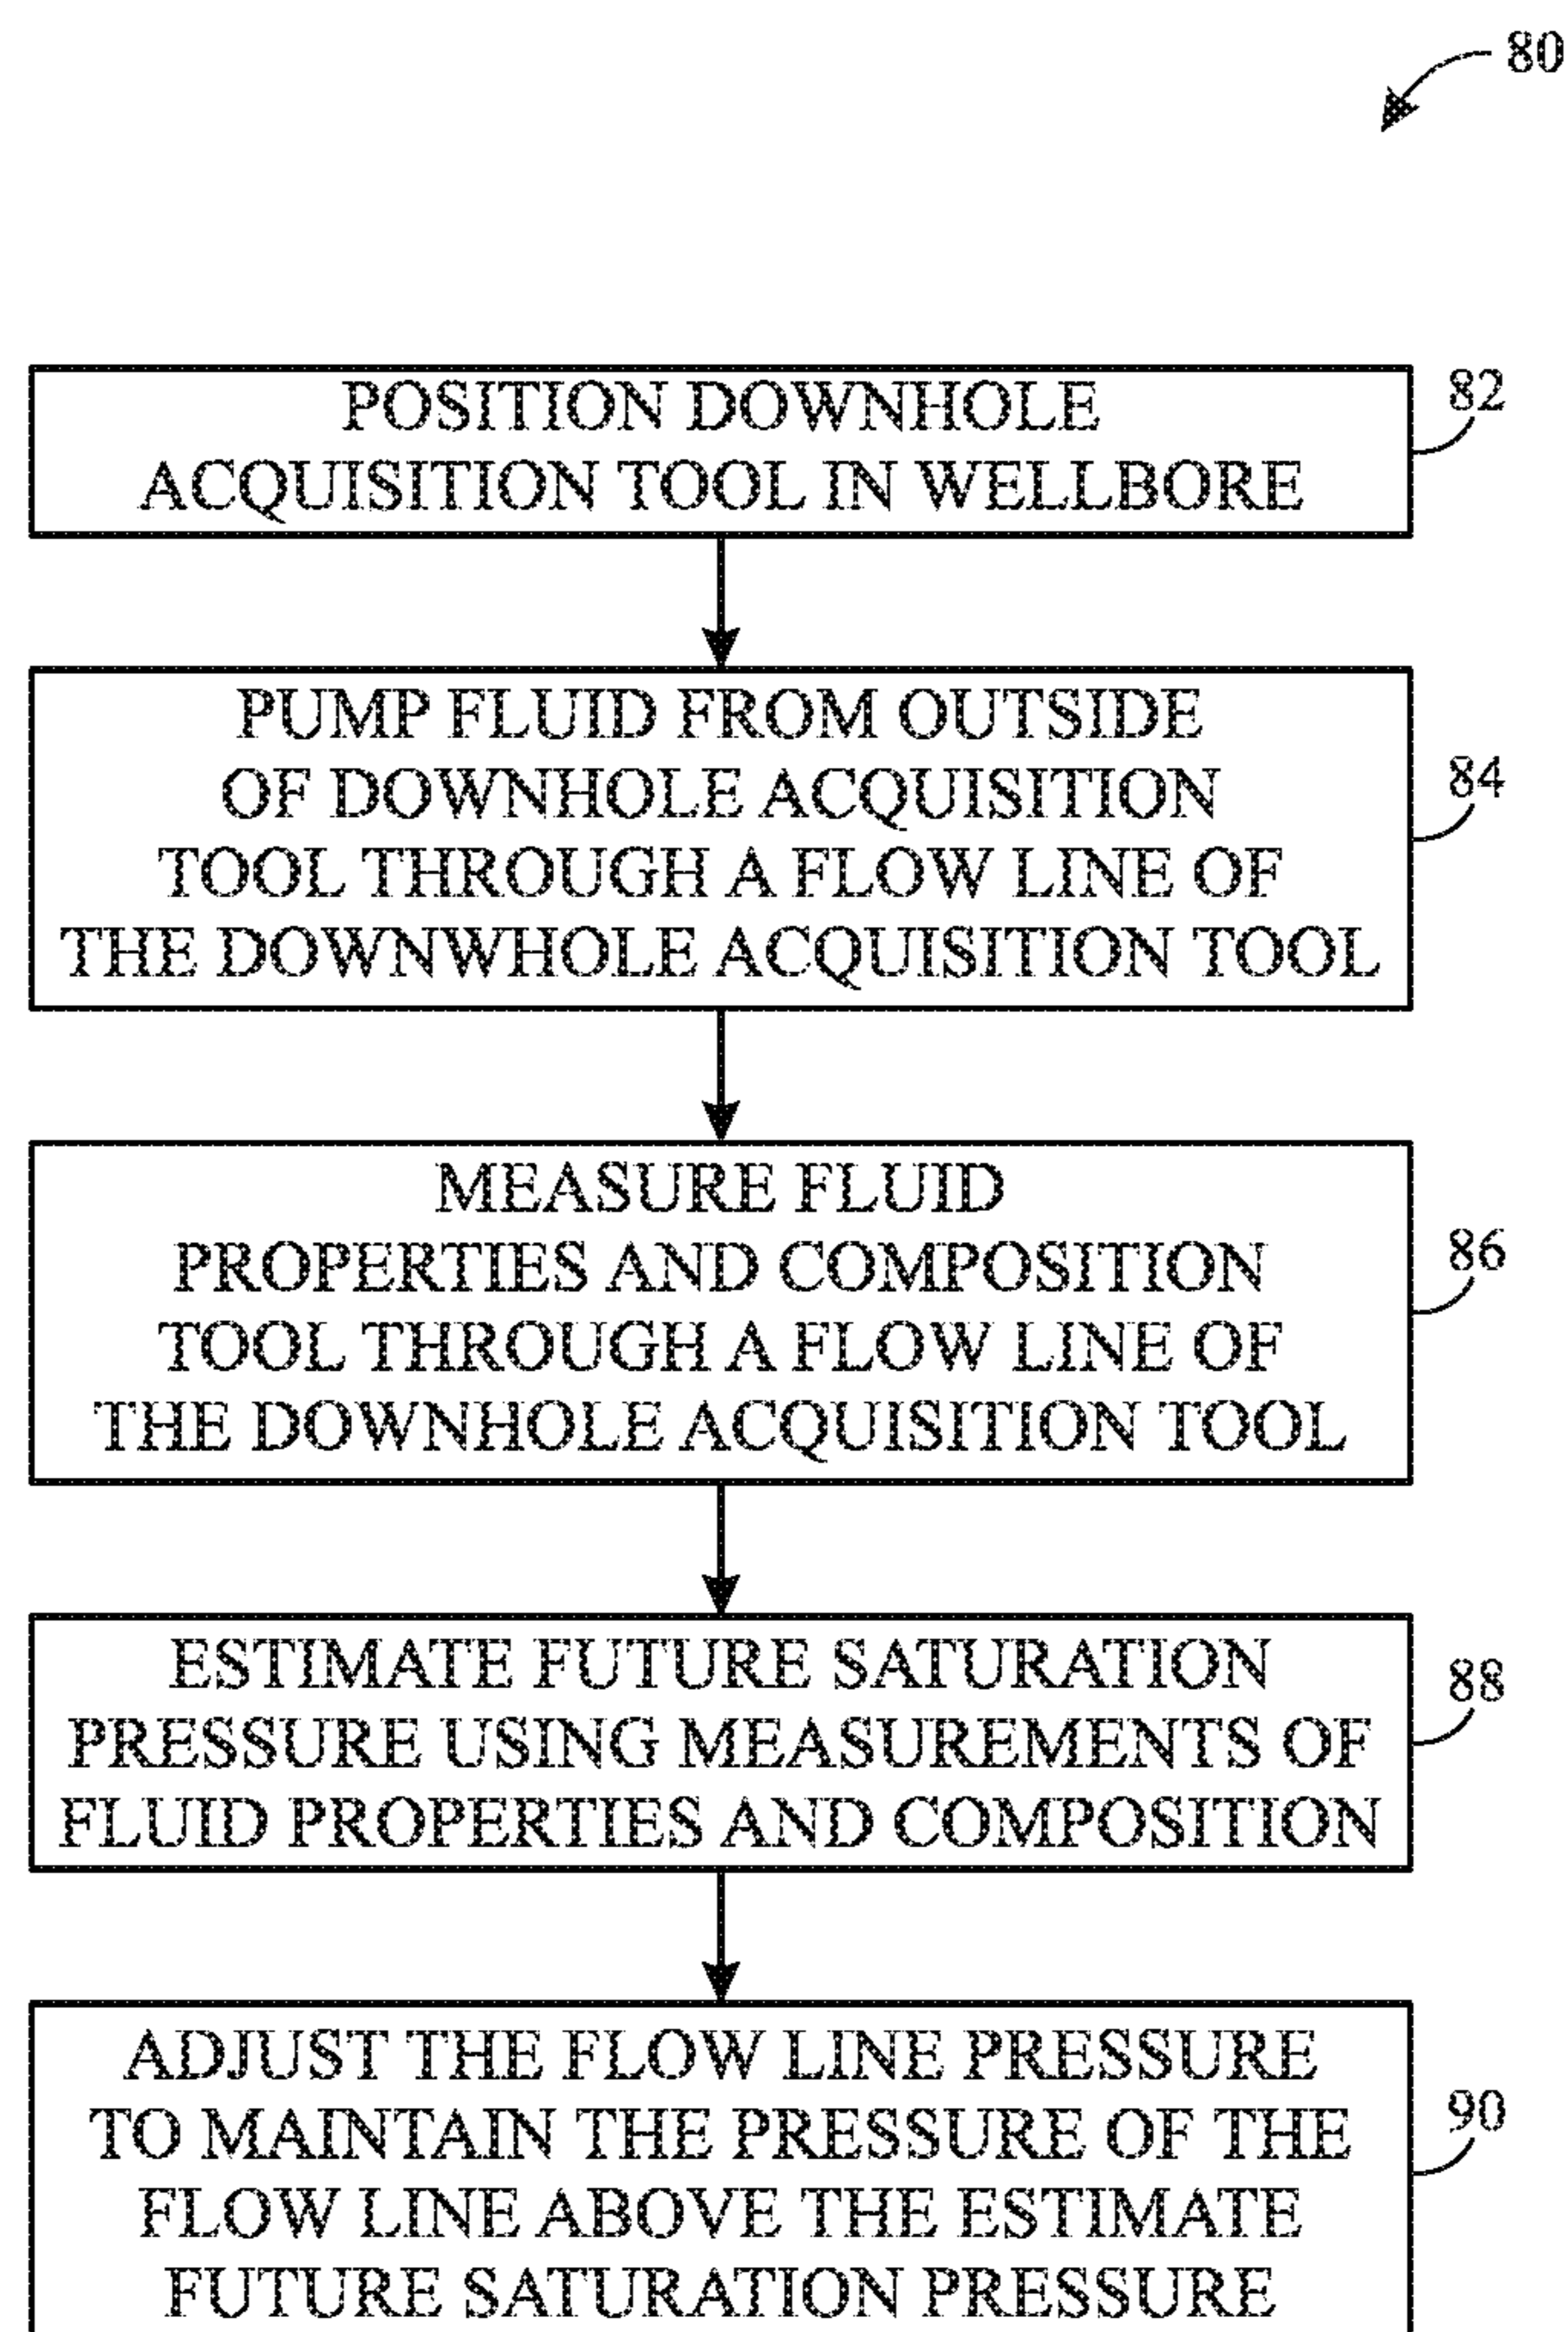 80
POSITION DOWNHOLE
ACQUISITION TOOL IN WELLBORE
82
PUMP FLUID FROM OUTSIDE
OF DOWNHOLE ACQUISITION
TOOL THROUGH A FLOW LINE OF
THE DOWNWHOLE ACQUISITION TOOL
84
MEASURE FLUID
PROPERTIES AND COMPOSITION
TOOL THROUGH A FLOW LINE OF
THE DOWNHOLE ACQUISITION TOOL
86
ESTIMATE FUTURE SATURATION
PRESSURE USING MEASUREMENTS OF
FLUID PROPERTIES AND COMPOSITION
88
ADJUST THE FLOW LINE PRESSURE
TO MAINTAIN THE PRESSURE OF THE
FLOW LINE ABOVE THE ESTIMATE
FUTURE SATURATION PRESSURE
90